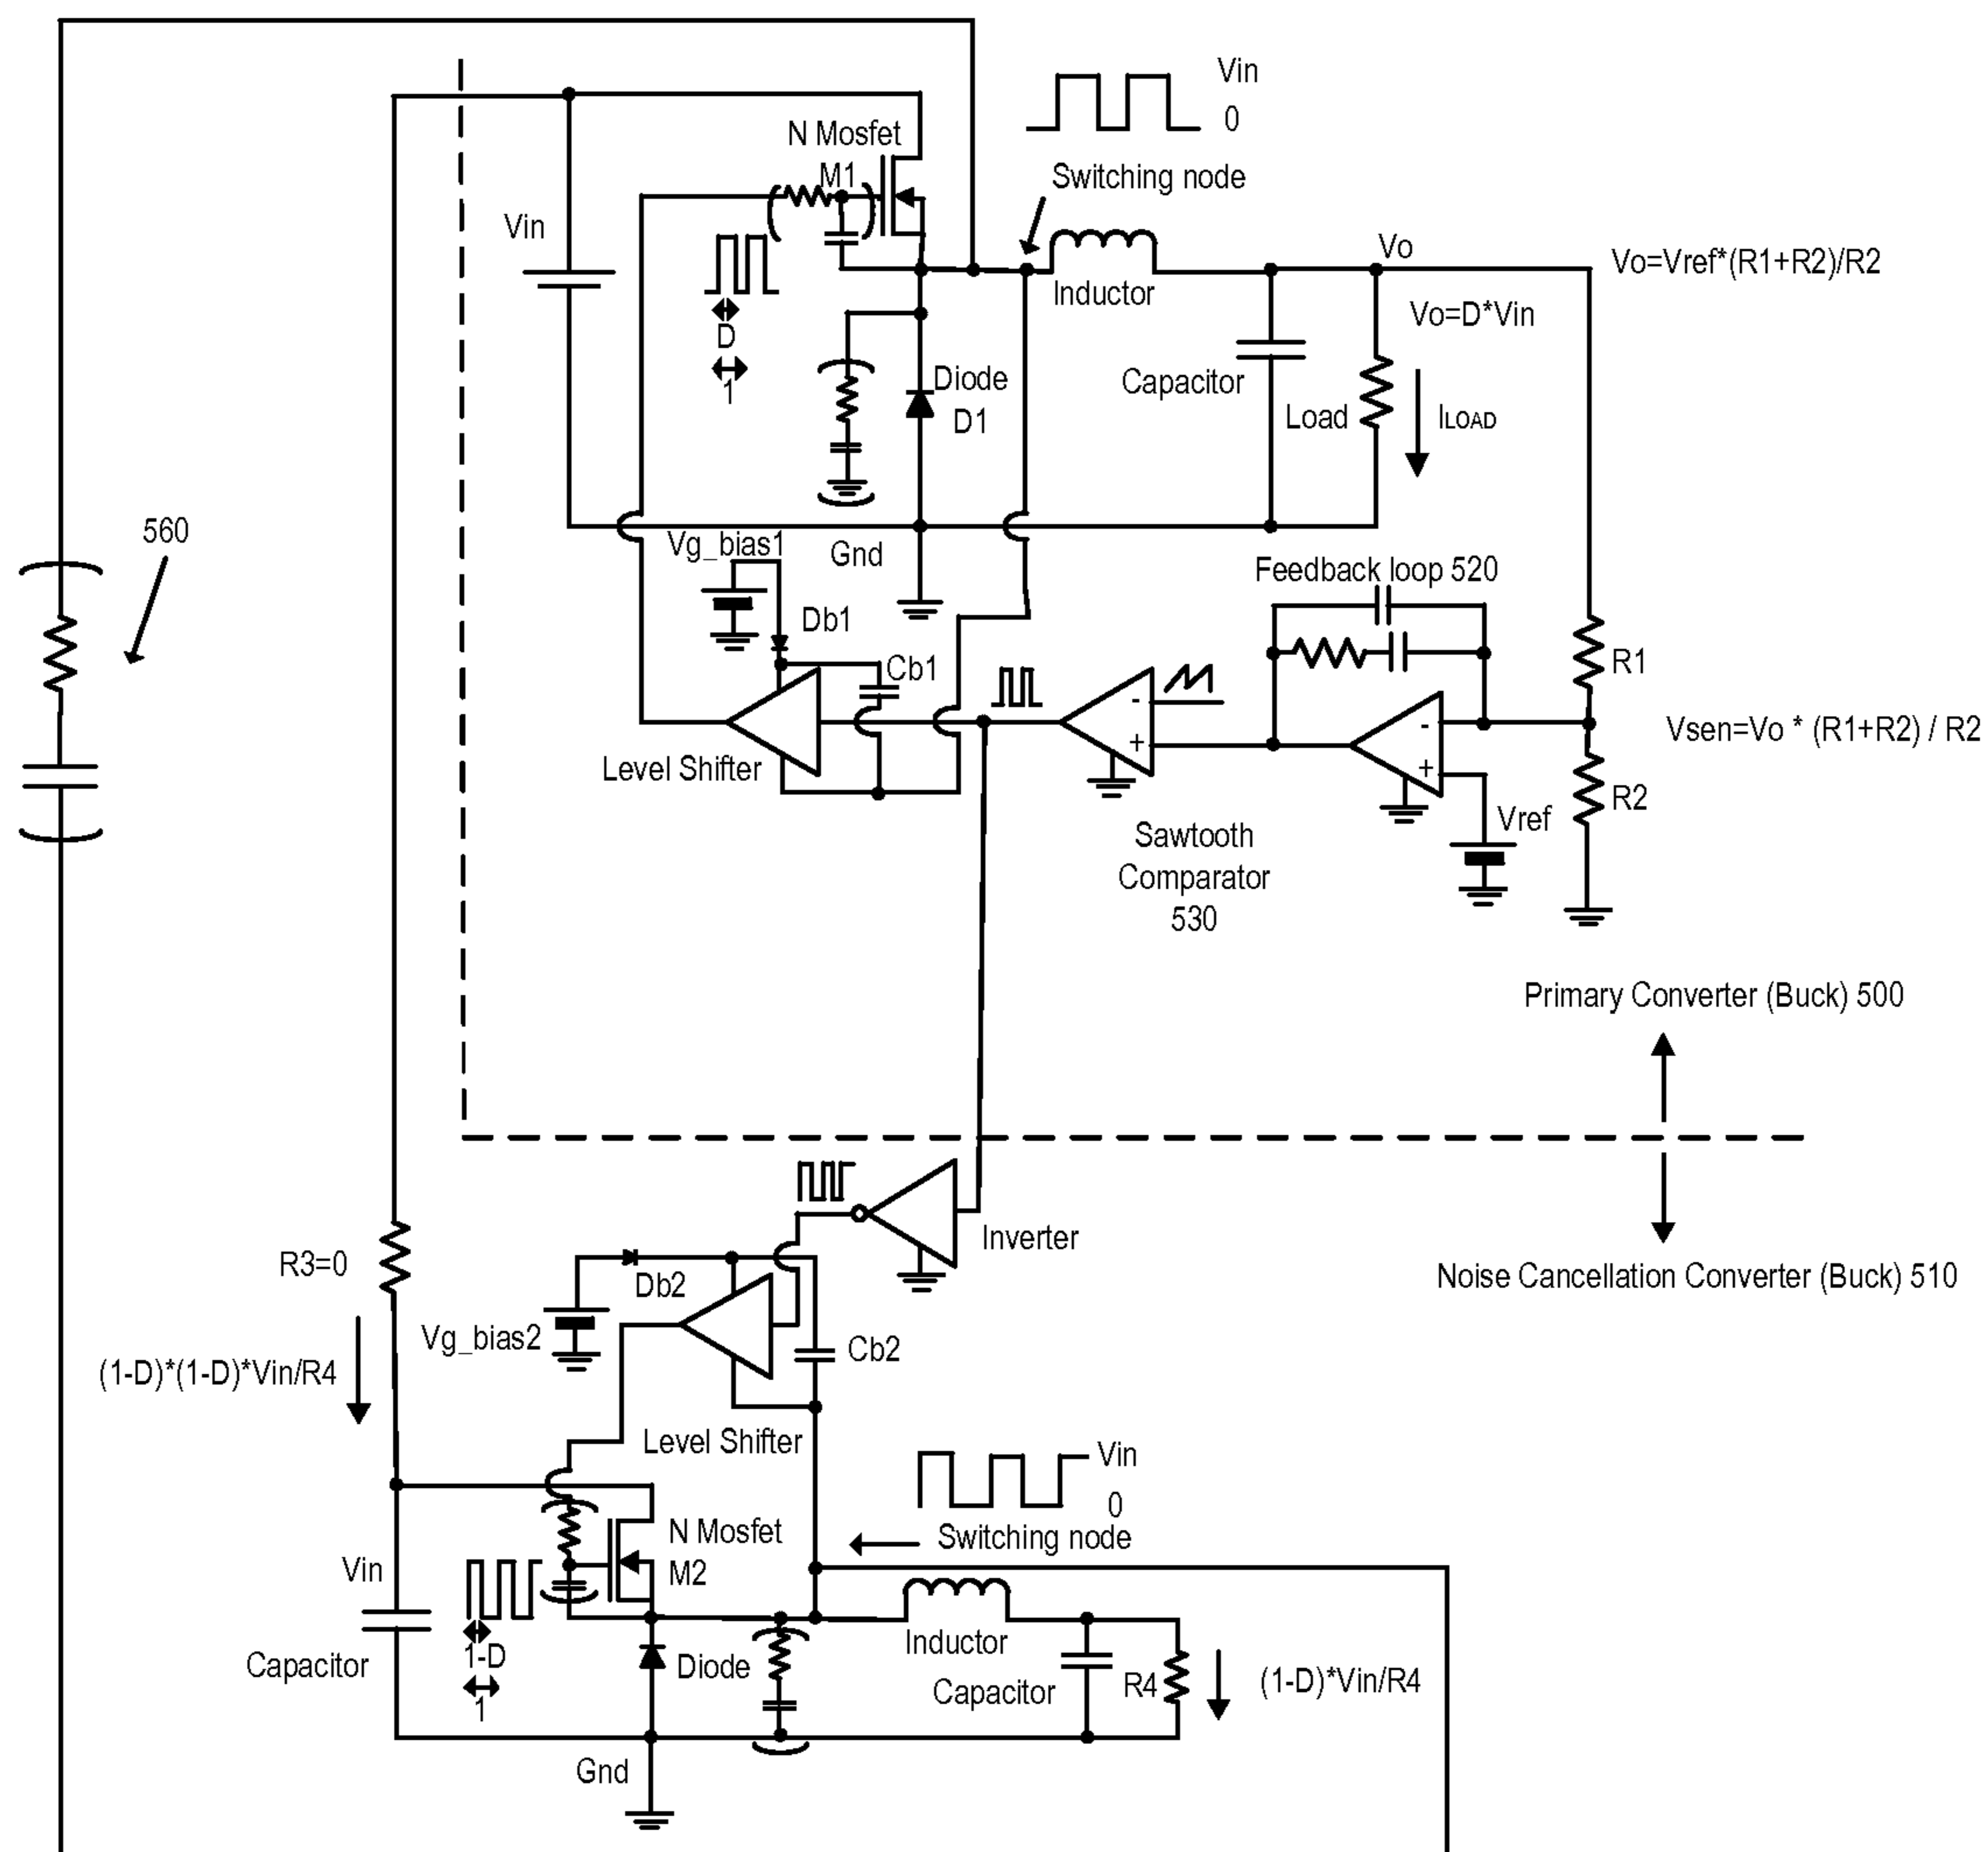 Vin
0
N Mosfet
M1
Switching node
Vin
Vo
Vo=Vref*(R1+R2)/R2
Inductor
Vo=D*Vin
D
1
Diode
D1
Capacitor
Load
ILOAD
560
Vg_bias1
Gnd
Feedback loop 520
Db1
Cb1
R1
-
+
-
+
Vsen=Vo * (R1+R2) / R2
Level Shifter
R2
Vref
Sawtooth
Comparator
530
Primary Converter (Buck) 500
Inverter
R3=0
Db2
Noise Cancellation Converter (Buck) 510
Vg_bias2
Cb2
(1-D)*(1-D)*Vin/R4
Level Shifter
Vin
0
N Mosfet
M2
Switching node
Vin
1-D
1
Inductor
Capacitor
Diode
Capacitor
R4
(1-D)*Vin/R4
Gnd